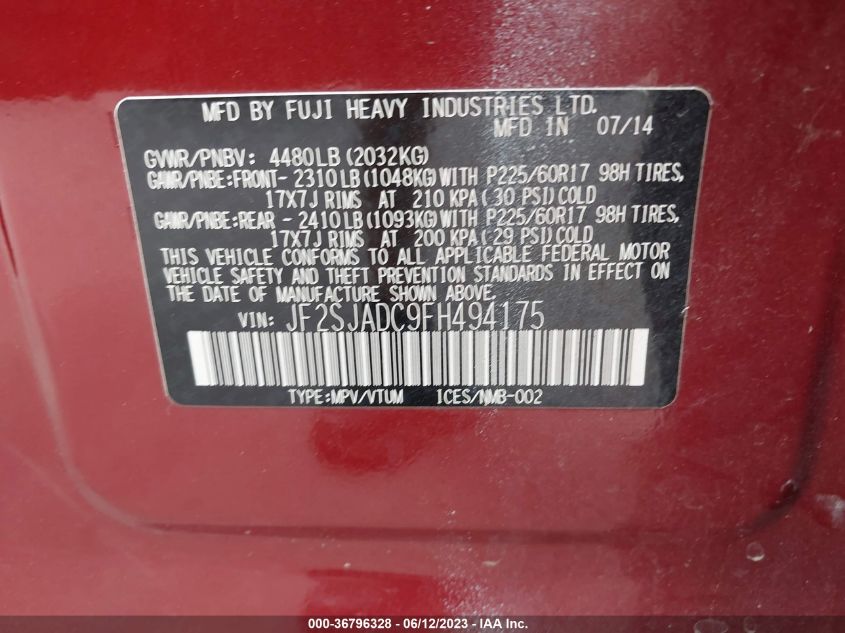 MFD BY FUJI HEAVY INDUSTRIES LTD.
MFD IN 07/14
GVWR/PNBV: 4480LB (2032KG)
GAWR/PNBE:FRONT- 2310LB (1048KG)WITH P225/60R17 98H TIRES,
17X7J RIMS AT 210 KPA( 30 PSI)COLD
GAWR/PNBE:REAR - 2410LB (1093KG)WITH P225/60R17 98H TIRES,
17X7J RIMS AT 200 KPA( 29 PSI)COLD
THIS VEHICLE CONFORMS TO ALL APPLICABLE FEDERAL MOTOR
VEHICLE SAFETY AND THEFT PREVENTION STANDARDS IN EFFECT ON
THE DATE OF MANUFACTURE SHOWN ABOVE.
VIN: JF2SJADC9FH494175
TYPE:MPV/VTUM ICES/NMB-002
000-36796328 - 06/12/2023 - IAA, Inc.